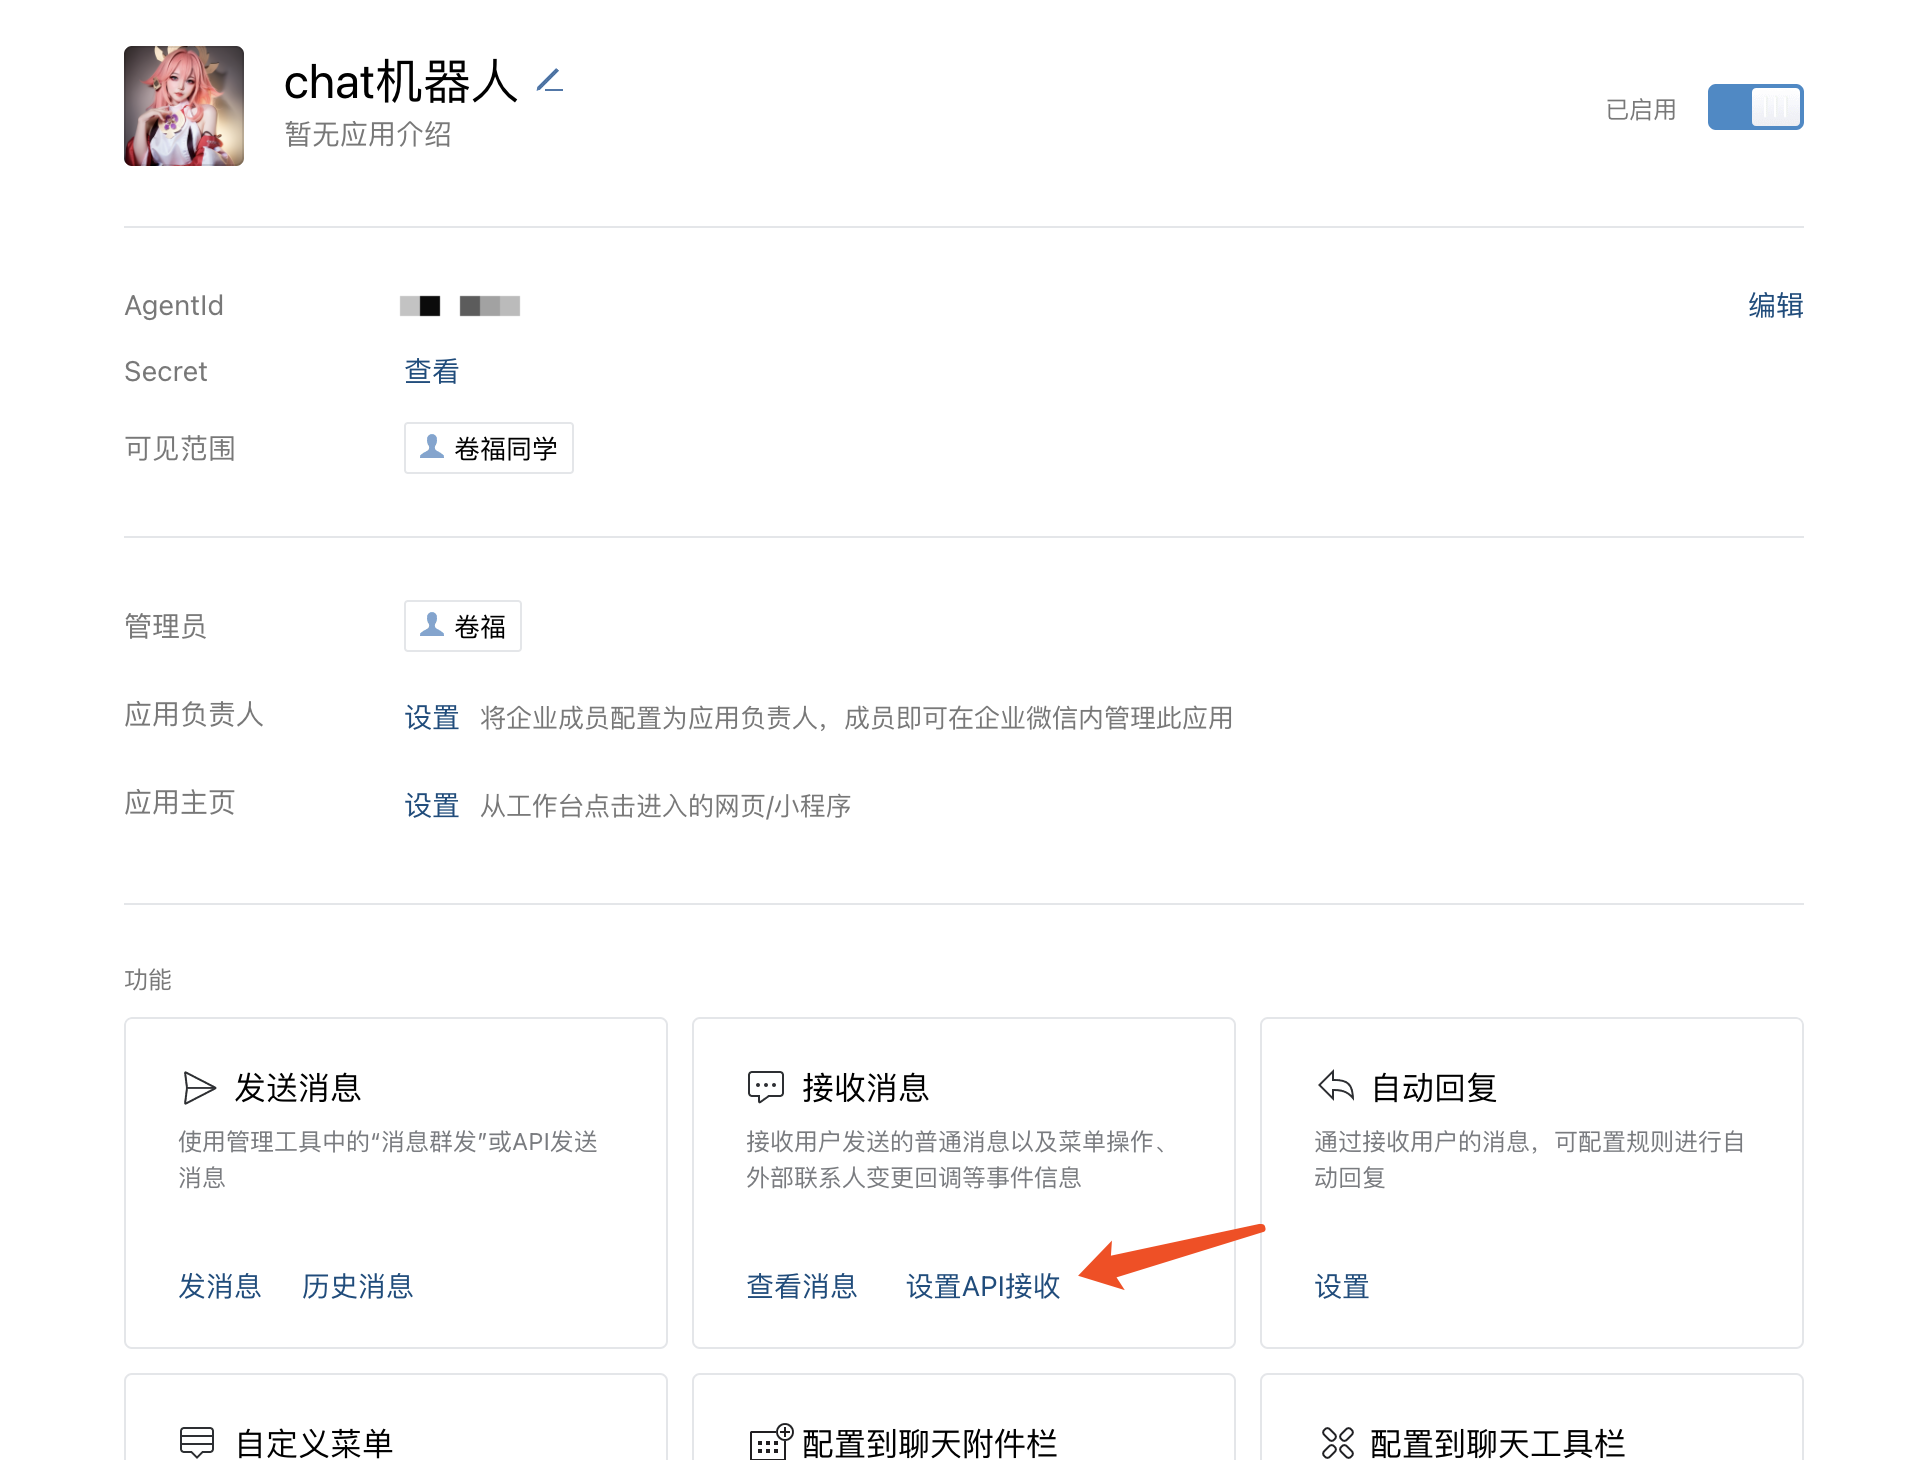 chat机器人
暂无应用介绍
已启用
AgentId
编辑
Secret
查看
可见范围
卷福同学
管理员
卷福
应用负责人
设置 将企业成员配置为应用负责人，成员即可在企业微信内管理此应用
应用主页
设置 从工作台点击进入的网页/小程序
功能
发送消息
使用管理工具中的“消息群发”或API发送
消息
发消息 历史消息
接收消息
接收用户发送的普通消息以及菜单操作、
外部联系人变更回调等事件信息
查看消息 设置API接收
自动回复
通过接收用户的消息，可配置规则进行自
动回复
设置
自定义菜单
配置到聊天附件栏
配置到聊天工具栏